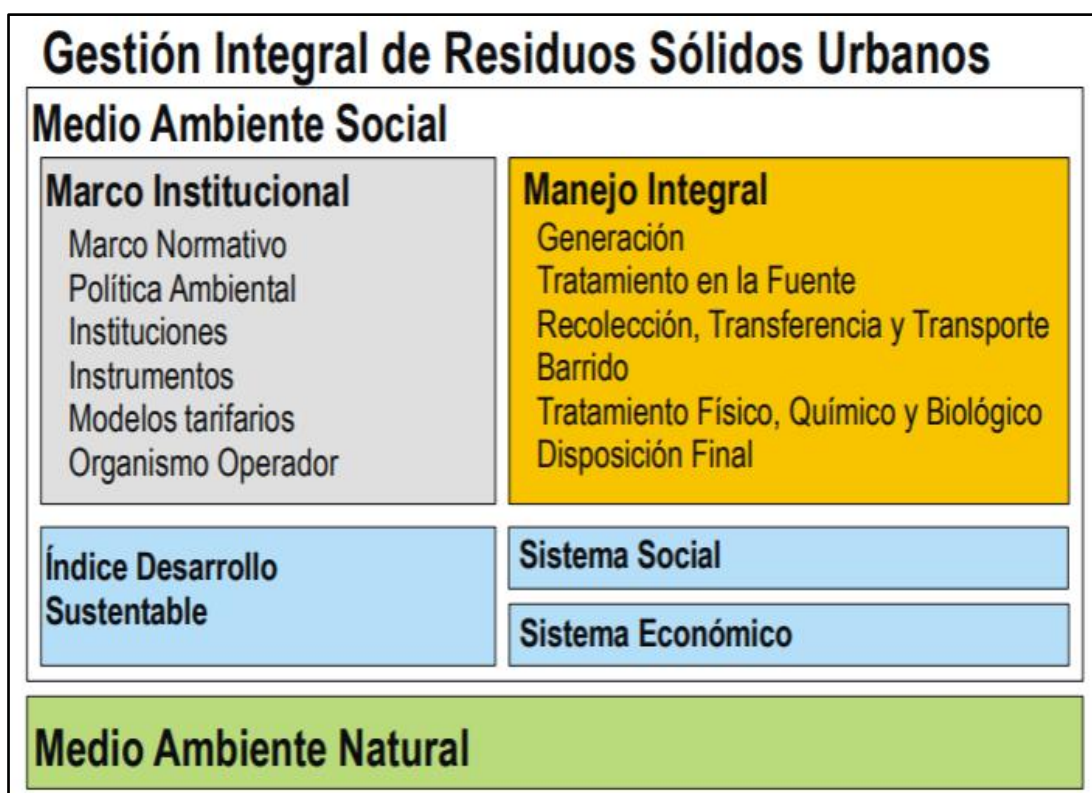 Gestión Integral de Residuos Sólidos Urbanos
Medio Ambiente Social
Marco Institucional
Marco Normativo
Política Ambiental
Instituciones
Instrumentos
Modelos tarifarios
Organismo Operador
Manejo Integral
Generación
Tratamiento en la Fuente
Recolección, Transferencia y Transporte
Barrido
Tratamiento Físico, Químico y Biológico
Disposición Final
Índice Desarrollo
Sustentable
Sistema Social
Sistema Económico
Medio Ambiente Natural